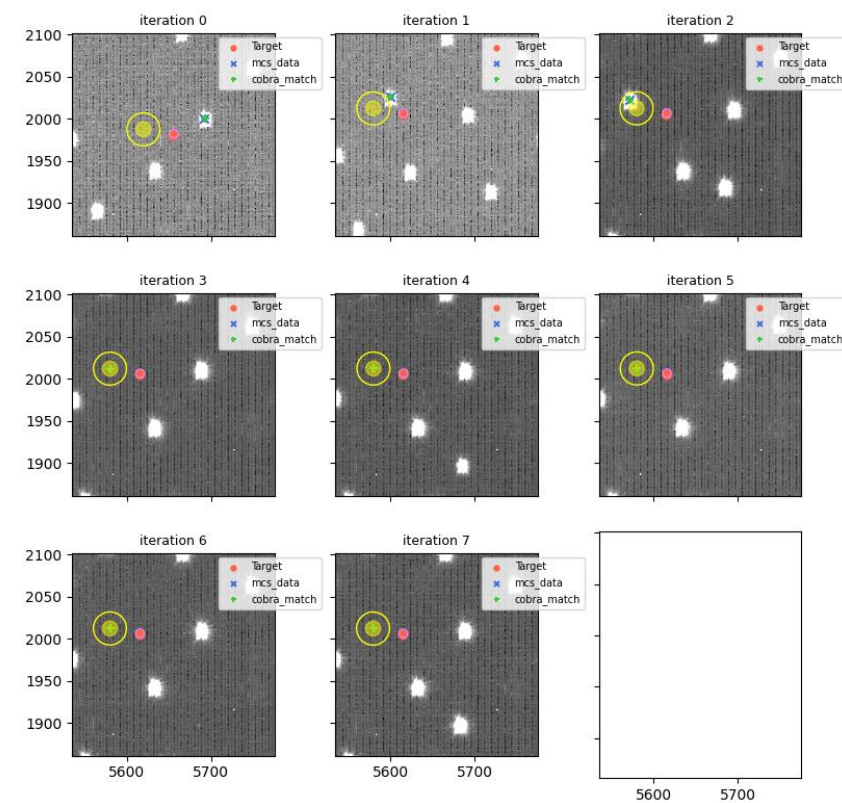 iteration 0
iteration 1
iteration 2
2100
2050
2000
1950
1900
Target
mcs_data
cobra_match
Target
mcs_data
cobra_match
Target
mcs_data
cobra_match
iteration 3
iteration 4
iteration 5
2100
2050
2000
1950
1900
Target
mcs_data
cobra_match
Target
mcs_data
cobra_match
Target
mcs_data
cobra_match
iteration 6
iteration 7
2100
2050
2000
1950
1900
Target
mcs_data
cobra_match
Target
mcs_data
cobra_match
5600 5700
5600 5700
5600 5700